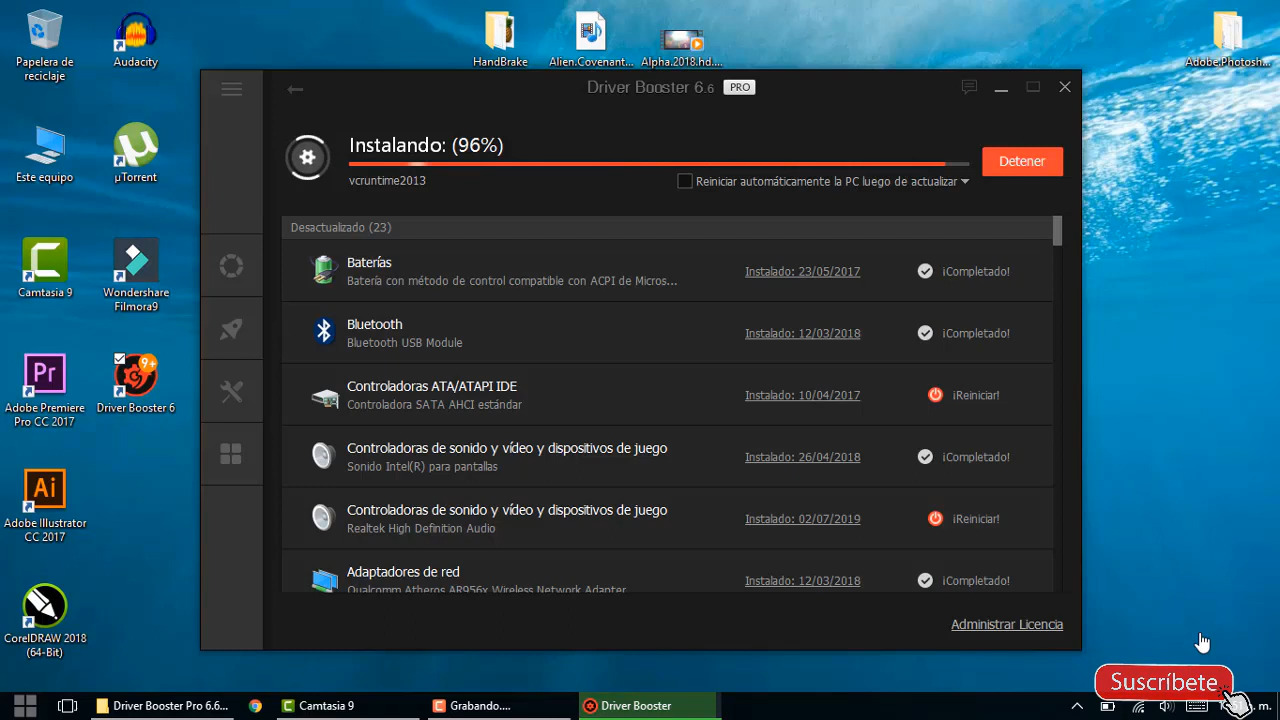 Papelera de
reciclaje
Audacity
HandBrake
Alien.Covenant...
Alpha.2018.hd....
Adobe.Photosh...
Este equipo
µTorrent
Camtasia 9
Wondershare
Filmora9
Adobe Premiere
Pro CC 2017
Driver Booster 6
Adobe Illustrator
CC 2017
CorelDRAW 2018
(64-Bit)
Driver Booster 6.6 PRO
Instalando: (96%)
Detener
vcruntime2013
Reiniciar automáticamente la PC luego de actualizar
Desactualizado (23)
Baterías
Batería con método de control compatible con ACPI de Micros...
Instalado: 23/05/2017
¡Completado!
Bluetooth
Bluetooth USB Module
Instalado: 12/03/2018
¡Completado!
Controladoras ATA/ATAPI IDE
Controladora SATA AHCI estándar
Instalado: 10/04/2017
¡Reiniciar!
Controladoras de sonido y vídeo y dispositivos de juego
Sonido Intel(R) para pantallas
Instalado: 26/04/2018
¡Completado!
Controladoras de sonido y vídeo y dispositivos de juego
Realtek High Definition Audio
Instalado: 02/07/2019
¡Reiniciar!
Adaptadores de red
Qualcomm Atheros AR956x Wireless Network Adapter
Instalado: 12/03/2018
¡Completado!
Administrar Licencia
Suscríbete
Driver Booster Pro 6.6...
Camtasia 9
Grabando....
Driver Booster
m.